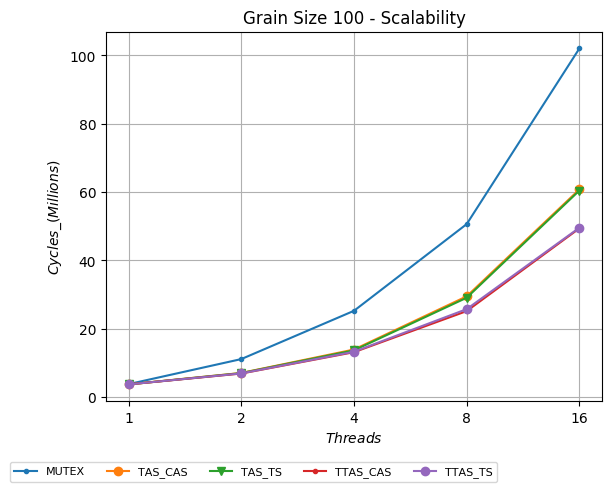 Grain Size 100 - Scalability
100
80
60
40
20
0
Cycles_(Millions)
1 2 4 8 16
Threads
MUTEX TAS_CAS TAS_TS TTAS_CAS TTAS_TS